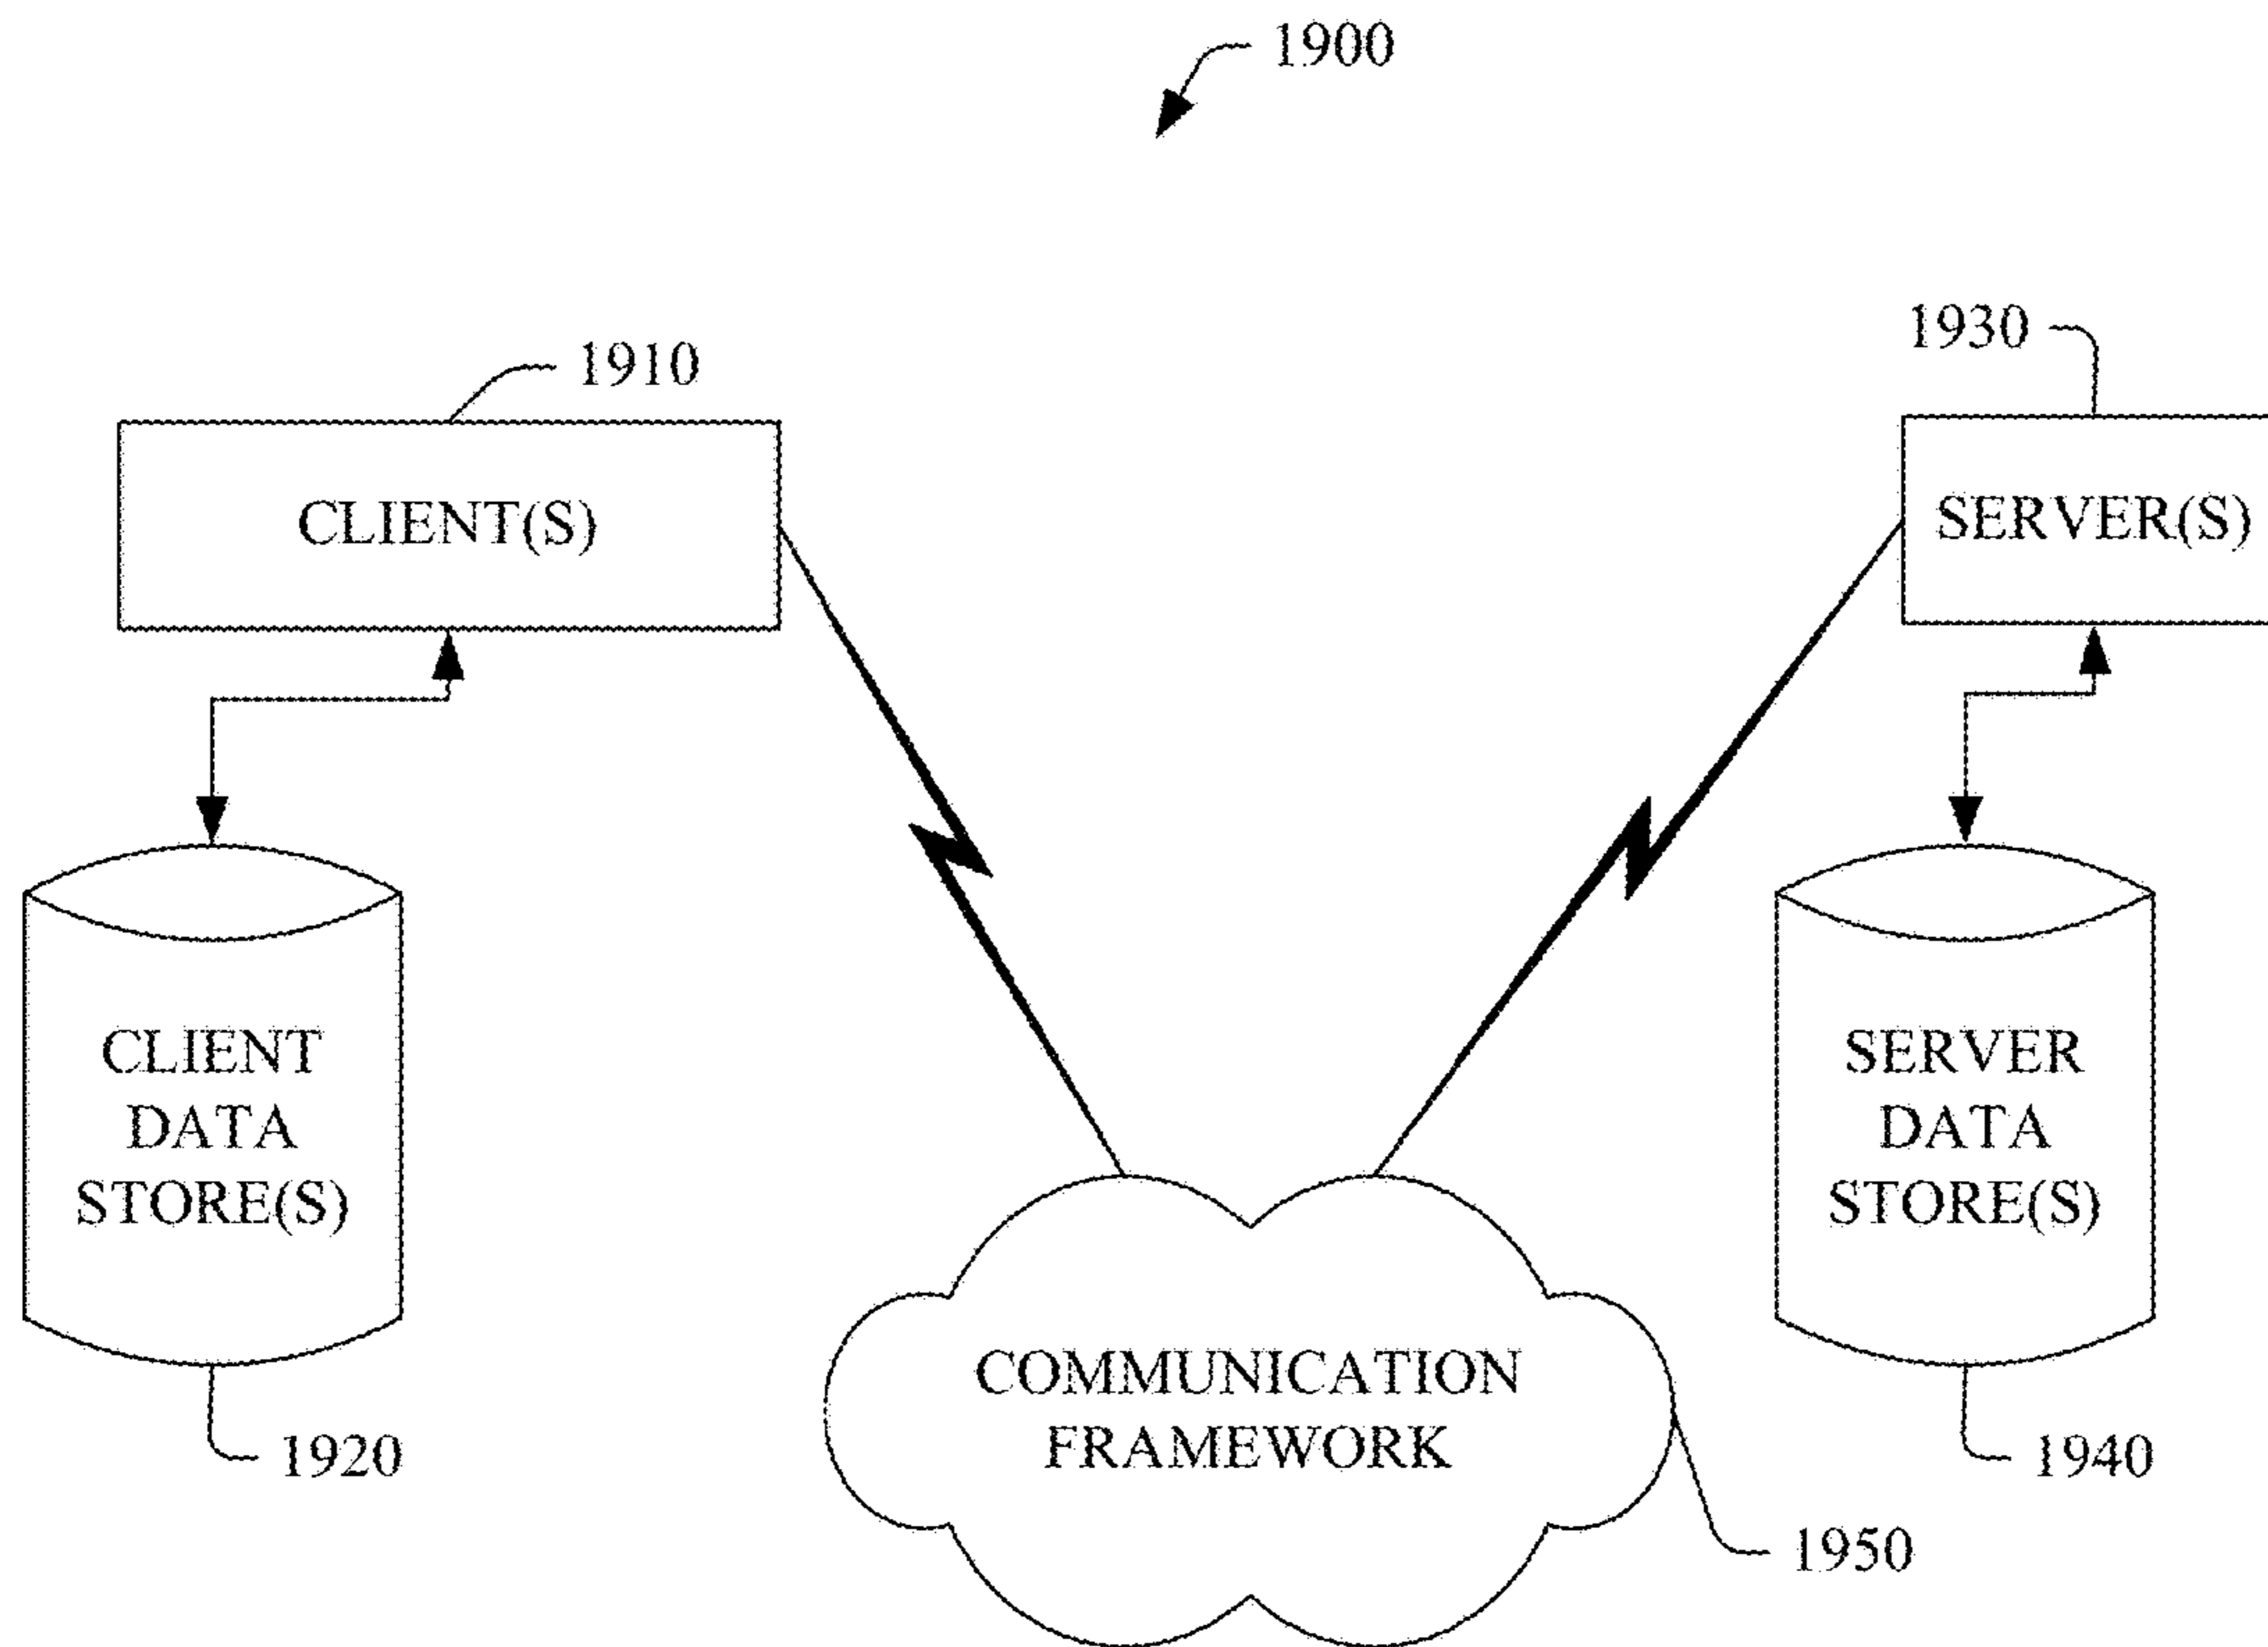 1900
1910
1930
CLIENT(S)
SERVER(S)
CLIENT
DATA
STORE(S)
SERVER
DATA
STORE(S)
COMMUNICATION
FRAMEWORK
1920
1940
1950